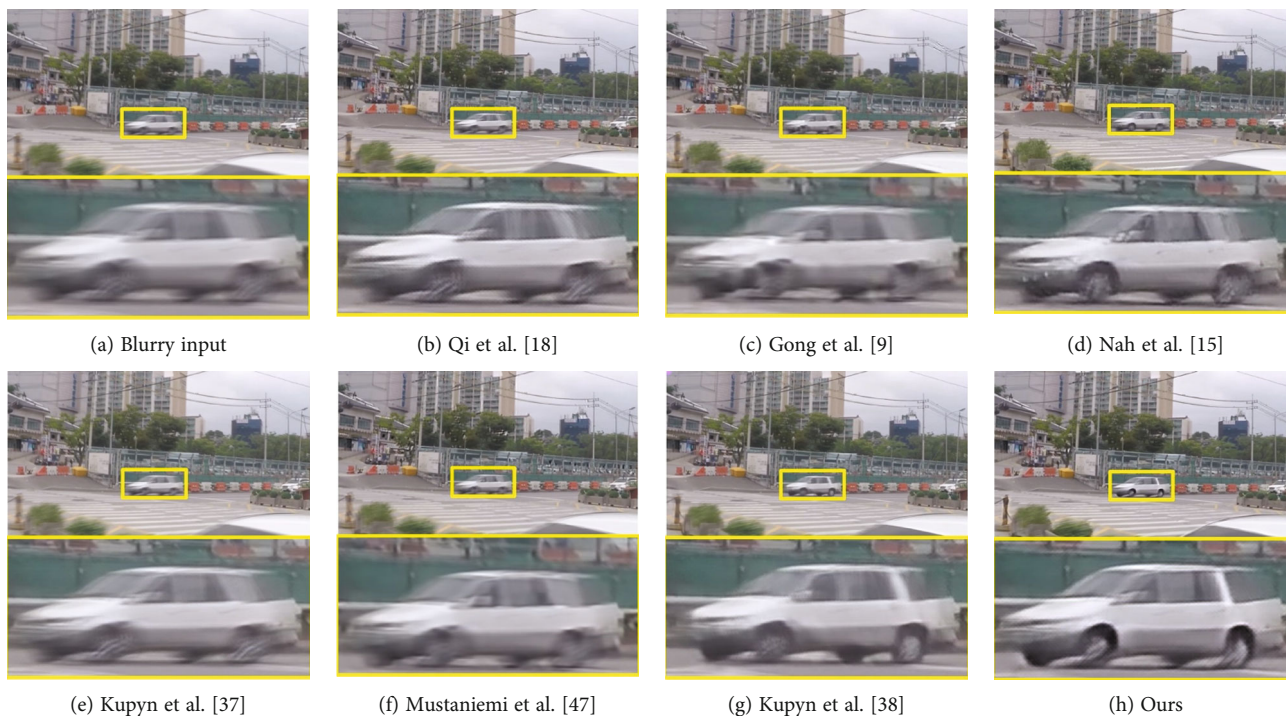 (a) Blurry input
(b) Qi et al. [18]
(c) Gong et al. [9]
(d) Nah et al. [15]
(e) Kupyn et al. [37]
(f) Mustaniemi et al. [47]
(g) Kupyn et al. [38]
(h) Ours